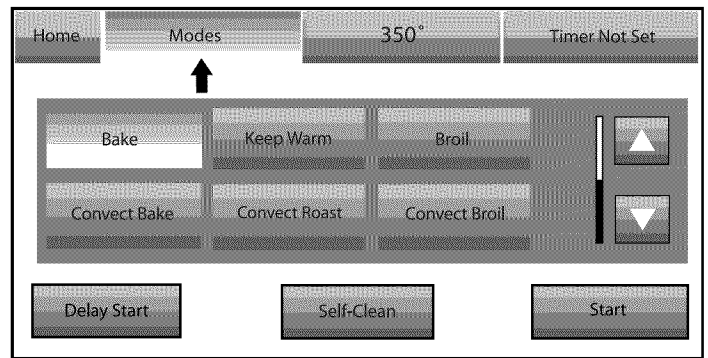 Home Modes 350° Timer Not Set
Bake Keep Warm Broil
Convect Bake Convect Roast Convect Broil
Delay Start Self-Clean Start